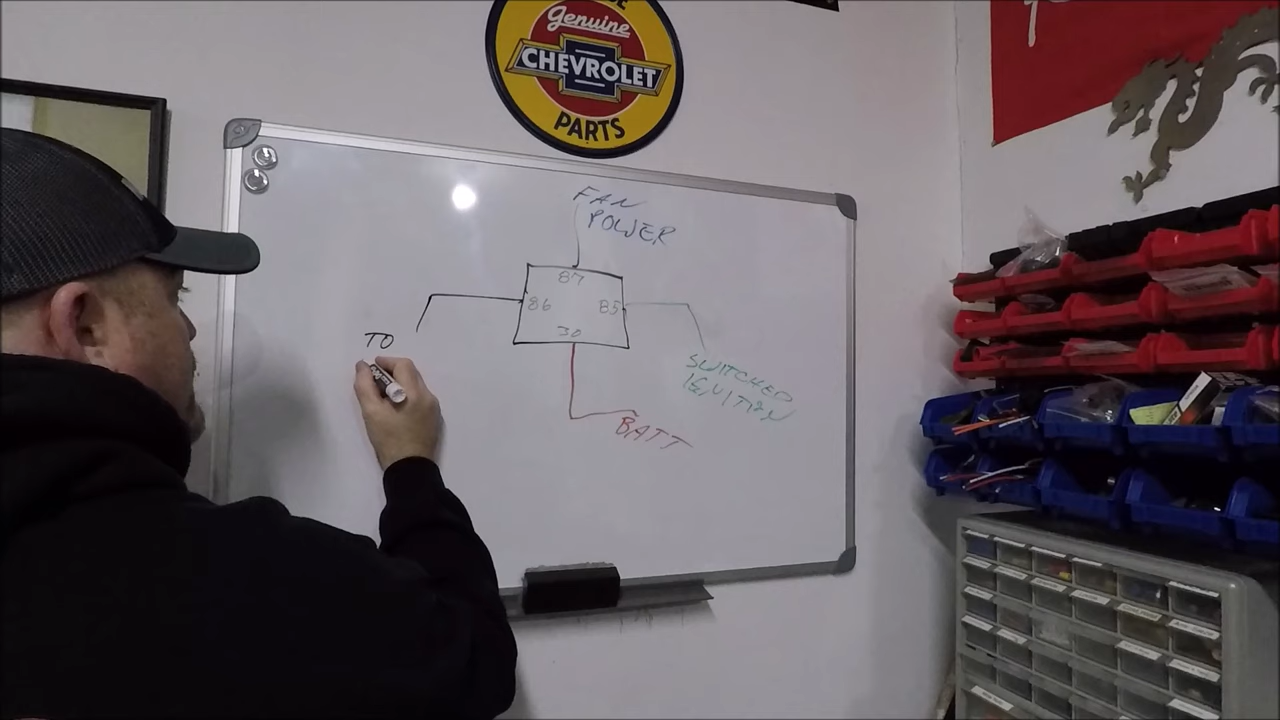 Genuine
CHEVROLET
PARTS
FAN
POWER
87
86
85
30
TO
SWITCHED
IGNITION
BATT